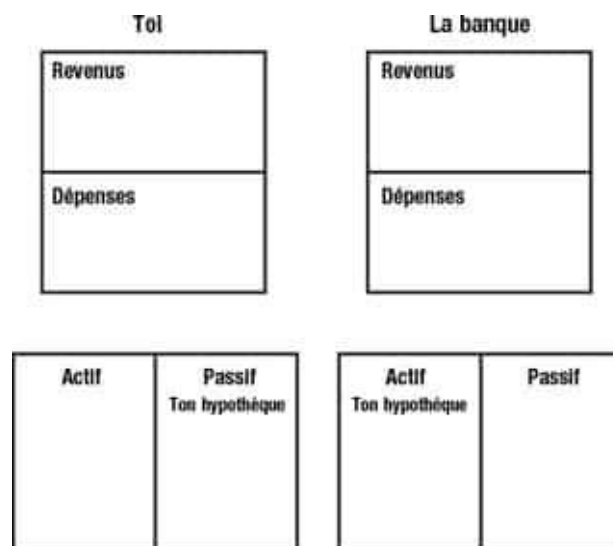 Toi
La banque
Revenus
Revenus
Dépenses
Dépenses
Actif
Passif
Ton hypothèque
Actif
Ton hypothèque
Passif